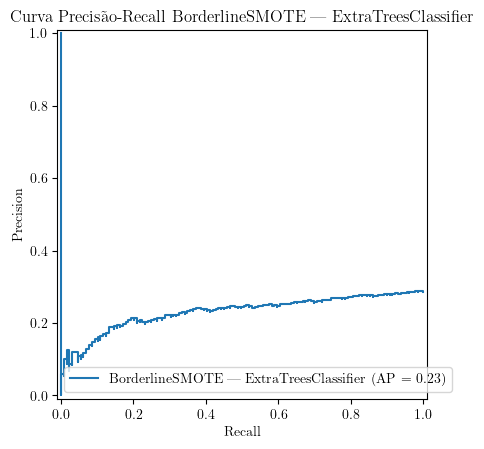 Curva Precisão-Recall BorderlineSMOTE — ExtraTreesClassifier
1.0
0.8
0.6
0.4
0.2
0.0
Precision
BorderlineSMOTE — ExtraTreesClassifier (AP = 0.23)
0.0 0.2 0.4 0.6 0.8 1.0
Recall